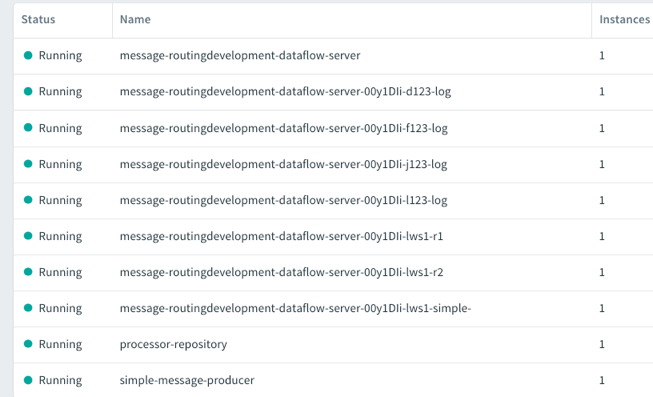 Status Name Instances
Running message-routingdevelopment-dataflow-server 1
Running message-routingdevelopment-dataflow-server-00y1DIi-d123-log 1
Running message-routingdevelopment-dataflow-server-00y1DIi-f123-log 1
Running message-routingdevelopment-dataflow-server-00y1DIi-j123-log 1
Running message-routingdevelopment-dataflow-server-00y1DIi-l123-log 1
Running message-routingdevelopment-dataflow-server-00y1DIi-lws1-r1 1
Running message-routingdevelopment-dataflow-server-00y1DIi-lws1-r2 1
Running message-routingdevelopment-dataflow-server-00y1DIi-lws1-simple- 1
Running processor-repository 1
Running simple-message-producer 1